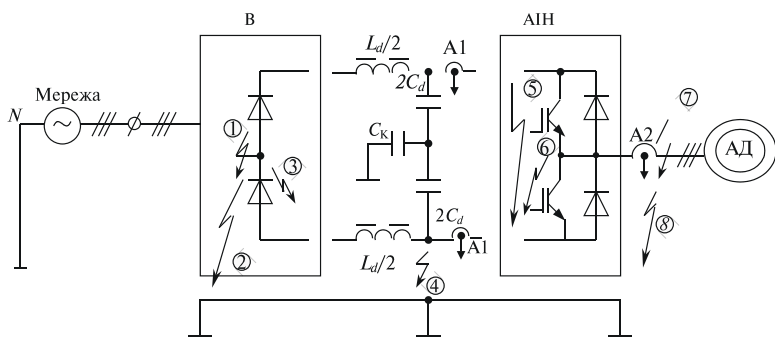 В
АІН
L_d/2
A1
2C_d
⑤
⑦
Мережа
N
①
C_К
⑥
A2
③
АД
2C_d
A1
②
L_d/2
④
⑧